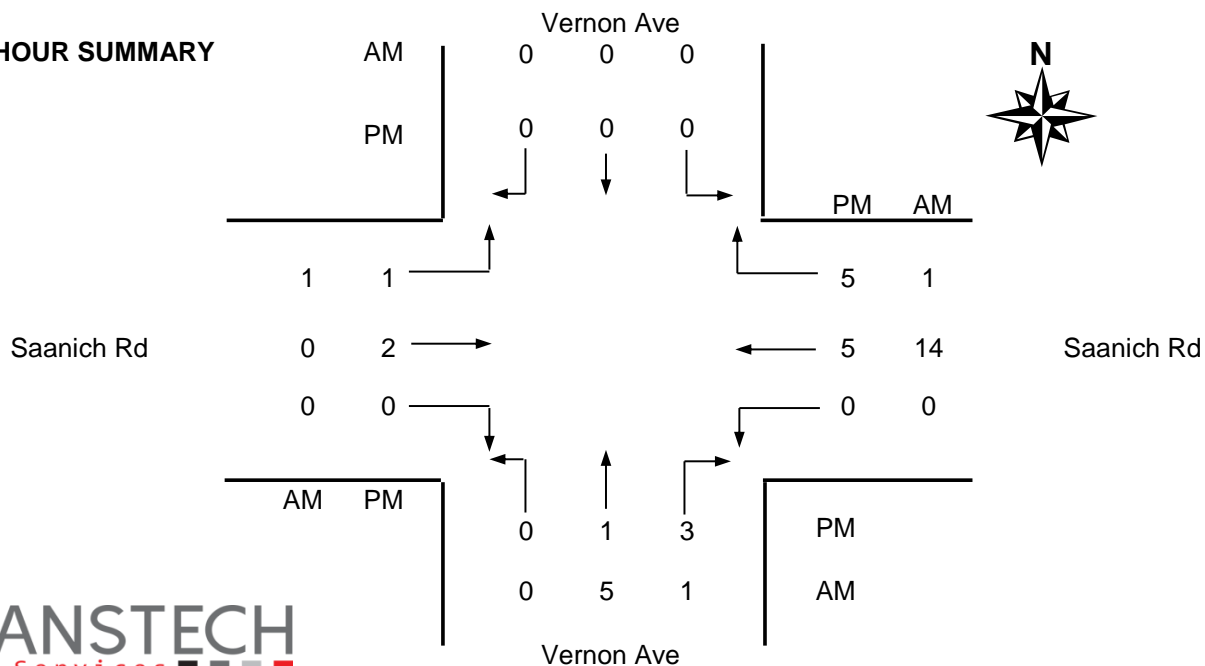 Vernon Ave
HOUR SUMMARY AM 0 0 0 N
PM 0 0 0
PM AM
1 1 5 1
Saanich Rd 0 2 5 14 Saanich Rd
0 0 0 0
AM PM
0 1 3 PM
0 5 1 AM
ANSTECH
Services
Vernon Ave